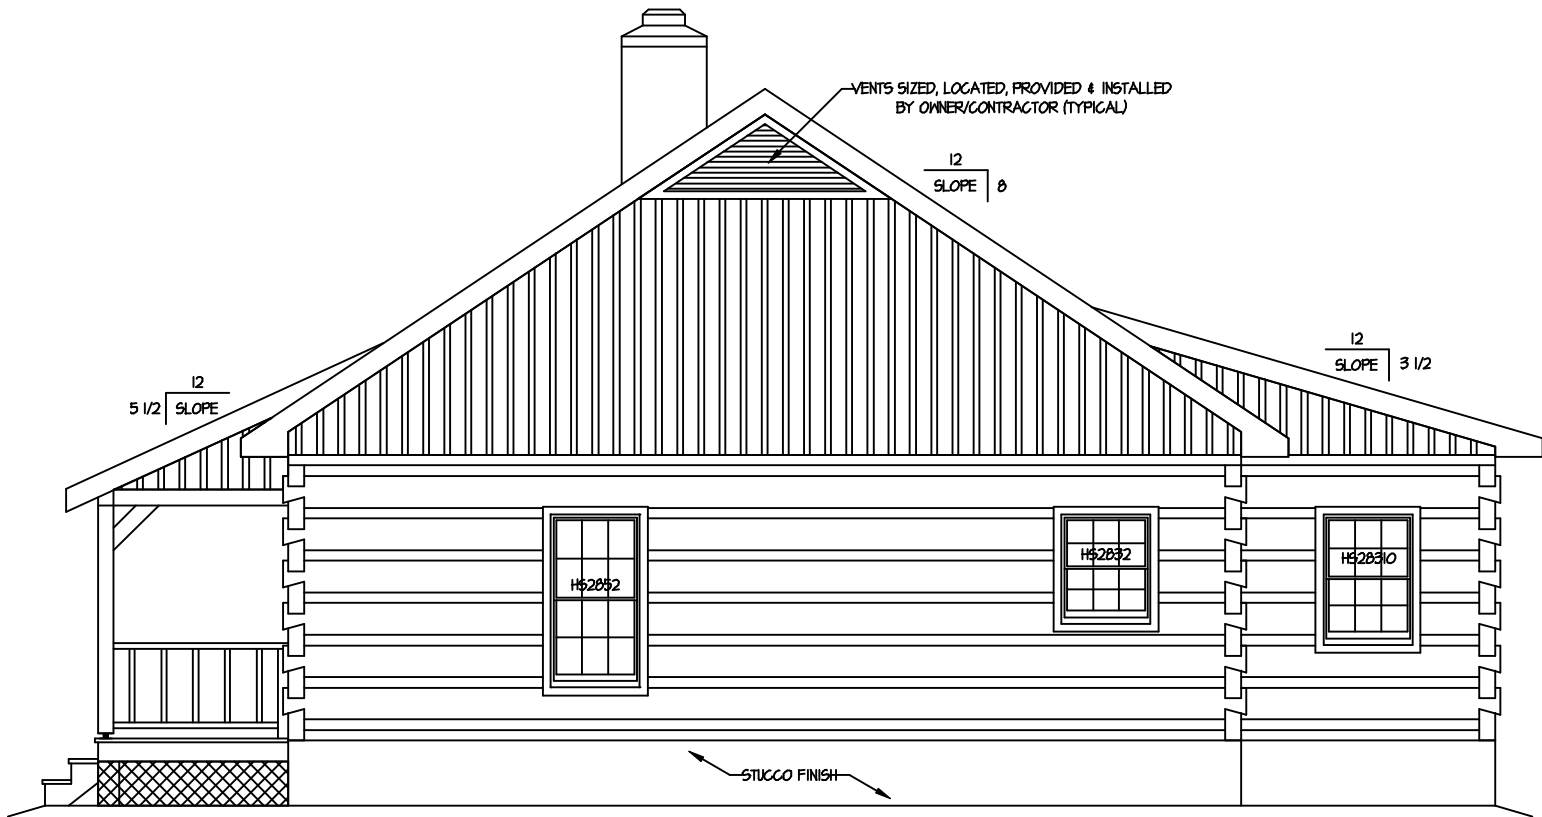 VENTS SIZED, LOCATED, PROVIDED & INSTALLED
BY OWNER/CONTRACTOR (TYPICAL)
12
SLOPE 8
12
SLOPE 3 1/2
12
5 1/2 SLOPE
HS2852
HS2832
HS28310
STUCCO FINISH